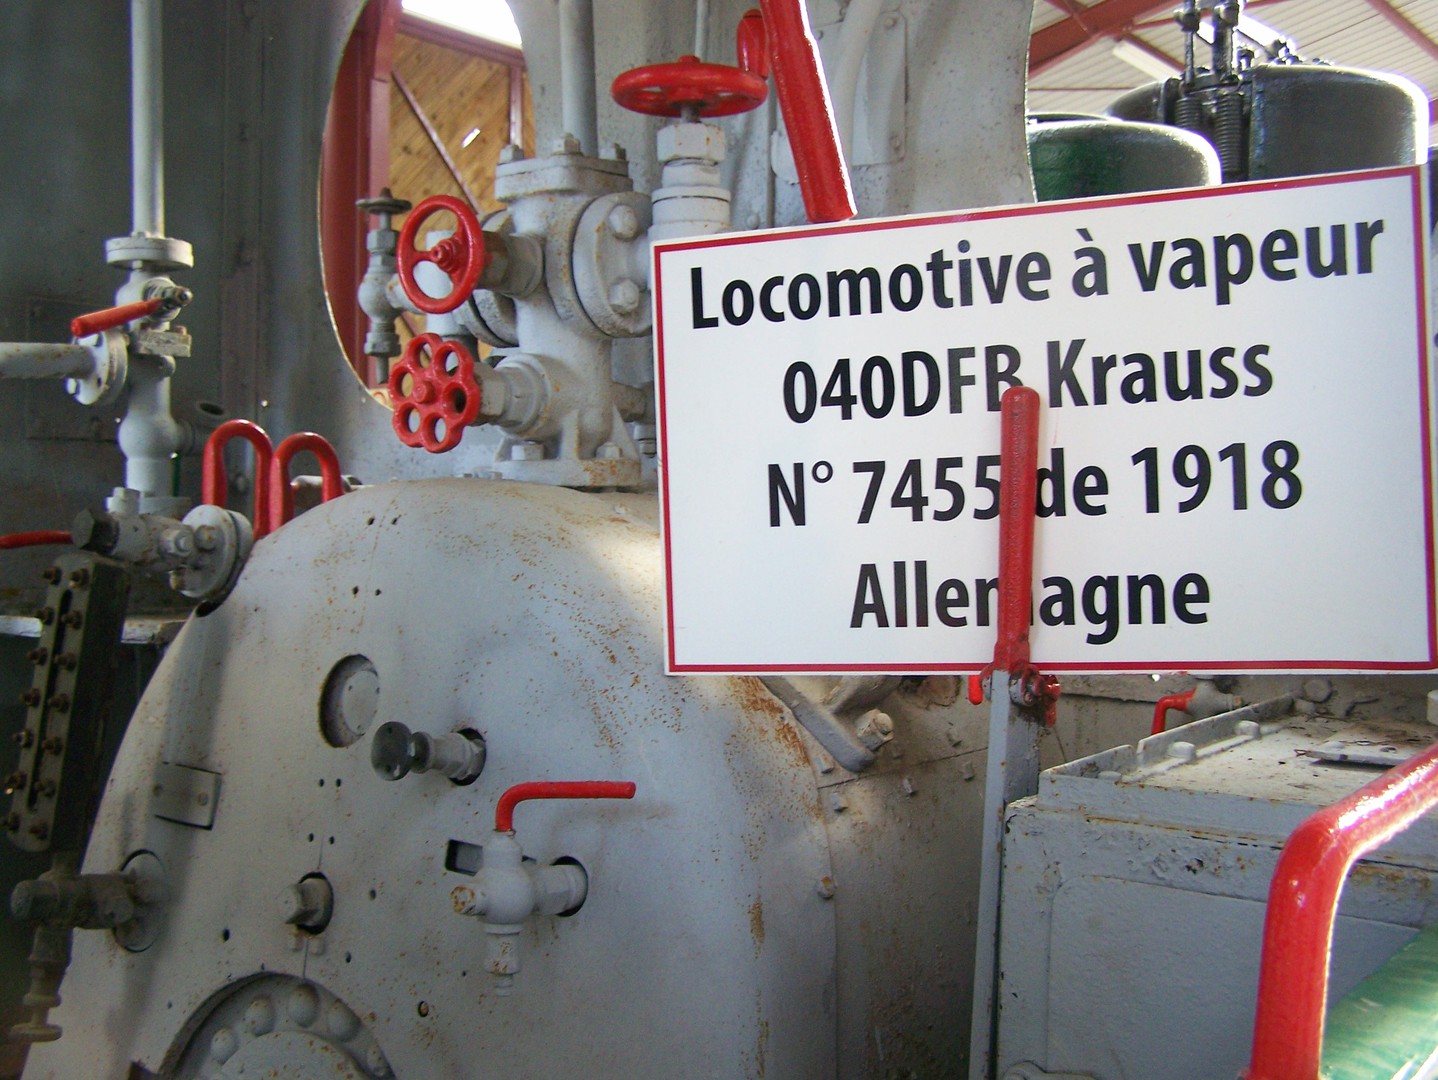 Locomotive à vapeur
040DFB Krauss
N° 7455 de 1918
Allemagne